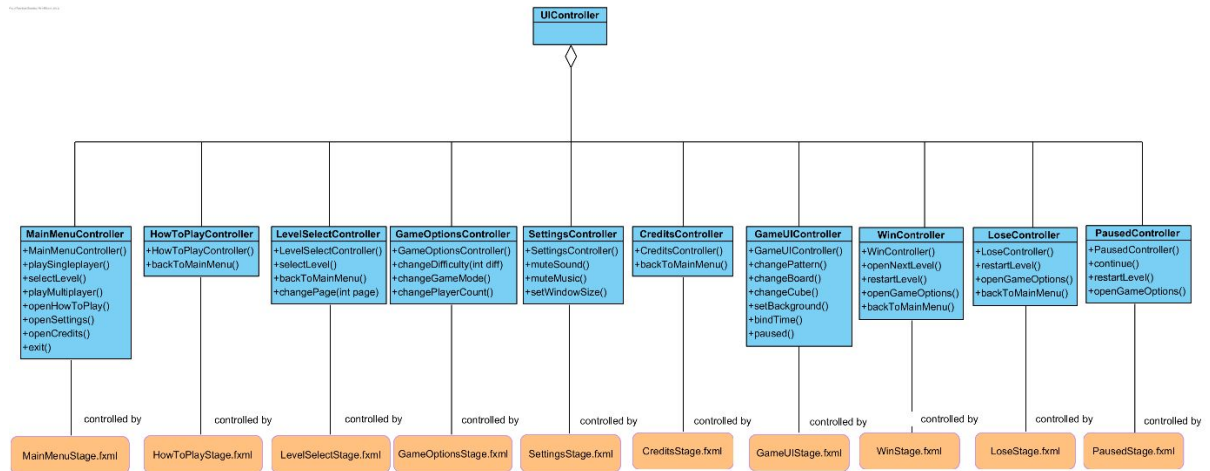 UIController
MainMenuController
+MainMenuController()
+playSingleplayer()
+selectLevel()
+playMultiplayer()
+openHowToPlay()
+openSettings()
+openCredits()
+exit()
HowToPlayController
+HowToPlayController()
+backToMainMenu()
LevelSelectController
+LevelSelectController()
+selectLevel()
+backToMainMenu()
+changePage(int page)
GameOptionsController
+GameOptionsController()
+changeDifficulty(int diff)
+changeGameMode()
+changePlayerCount()
SettingsController
+SettingsController()
+muteSound()
+muteMusic()
+setWindowSize()
CreditsController
+CreditsController()
+backToMainMenu()
GameUIController
+GameUIController()
+changePattern()
+changeBoard()
+changeCube()
+setBackground()
+bindTime()
+paused()
WinController
+WinController()
+openNextLevel()
+restartLevel()
+openGameOptions()
+backToMainMenu()
LoseController
+LoseController()
+restartLevel()
+openGameOptions()
+backToMainMenu()
PausedController
+PausedController()
+continue()
+restartLevel()
+openGameOptions()
controlled by
controlled by
controlled by
controlled by
controlled by
controlled by
controlled by
controlled by
controlled by
controlled by
MainMenuStage.fxml
HowToPlayStage.fxml
LevelSelectStage.fxml
GameOptionsStage.fxml
SettingsStage.fxml
CreditsStage.fxml
GameUIStage.fxml
WinStage.fxml
LoseStage.fxml
PausedStage.fxml